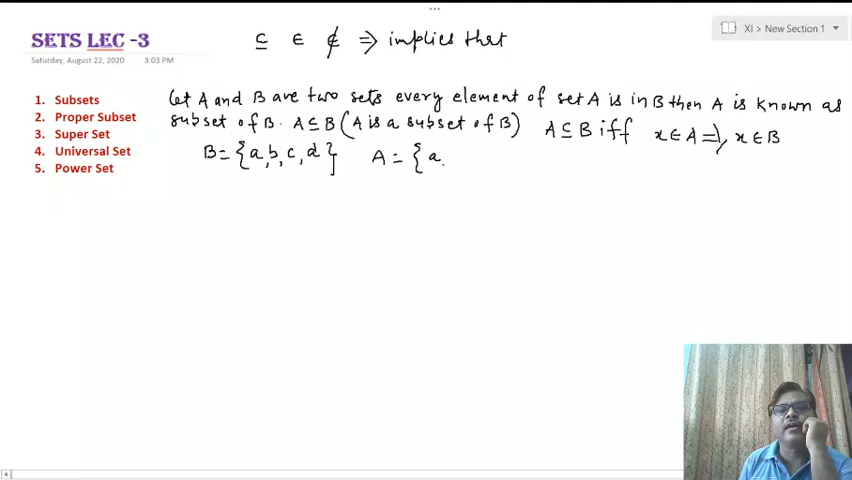 SETS LEC -3
Saturday, August 22, 2020 3:03 PM
⊆ ∈ ∉ ⇒ implies that
XI > New Section 1
1. Subsets
2. Proper Subset
3. Super Set
4. Universal Set
5. Power Set
Let A and B are two sets every element of set A is in B then A is known as
subset of B. A ⊆ B (A is a subset of B) A ⊆ B iff x ∈ A ⇒, x ∈ B
B = {a, b, c, d} A = {a,